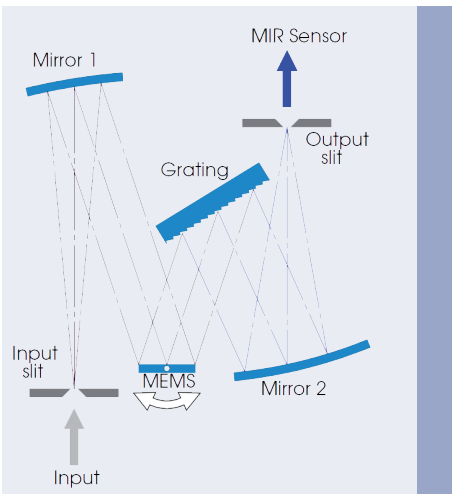 MIR Sensor
Mirror 1
Output
slit
Grating
Input
slit
MEMS
Mirror 2
Input